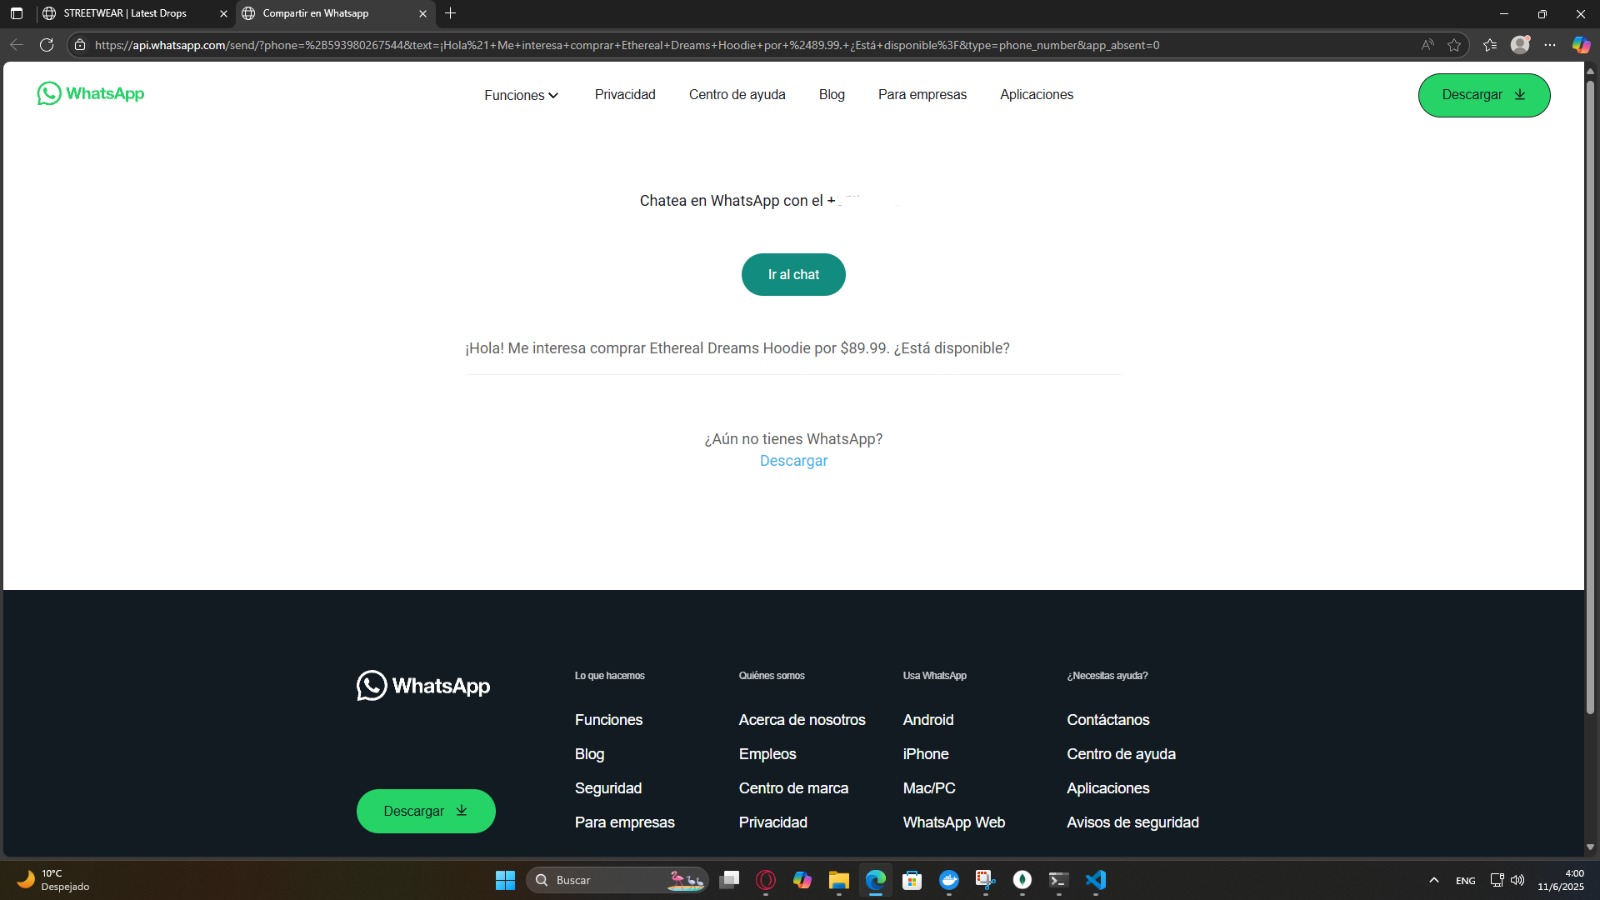 STREETWEAR | Latest Drops
Compartir en Whatsapp
https://api.whatsapp.com/send/?phone=%2B593980267544&text=¡Hola%21+Me+interesa+comprar+Ethereal+Dreams+Hoodie+por+%2489.99.+¿Está+disponible%3F&type=phone_number&app_absent=0
WhatsApp
Funciones
Privacidad
Centro de ayuda
Blog
Para empresas
Aplicaciones
Descargar
Chatea en WhatsApp con el +
Ir al chat
¡Hola! Me interesa comprar Ethereal Dreams Hoodie por $89.99. ¿Está disponible?
¿Aún no tienes WhatsApp?
Descargar
WhatsApp
Descargar
Lo que hacemos
Funciones
Blog
Seguridad
Para empresas
Quiénes somos
Acerca de nosotros
Empleos
Centro de marca
Privacidad
Usa WhatsApp
Android
iPhone
Mac/PC
WhatsApp Web
¿Necesitas ayuda?
Contáctanos
Centro de ayuda
Aplicaciones
Avisos de seguridad
10°C
Despejado
Buscar
ENG
4:00
11/6/2025